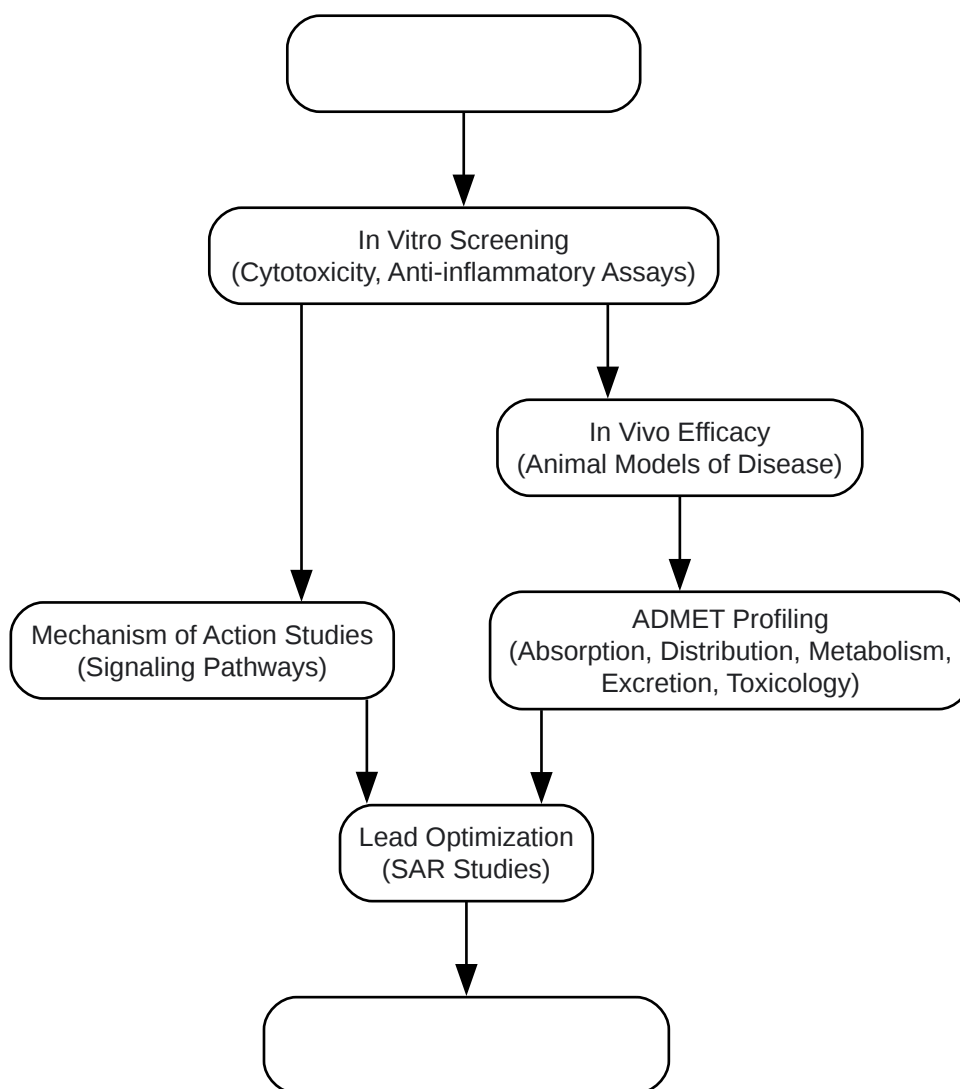 In Vitro Screening
(Cytotoxicity, Anti-inflammatory Assays)
In Vivo Efficacy
(Animal Models of Disease)
Mechanism of Action Studies
(Signaling Pathways)
ADMET Profiling
(Absorption, Distribution, Metabolism,
Excretion, Toxicology)
Lead Optimization
(SAR Studies)